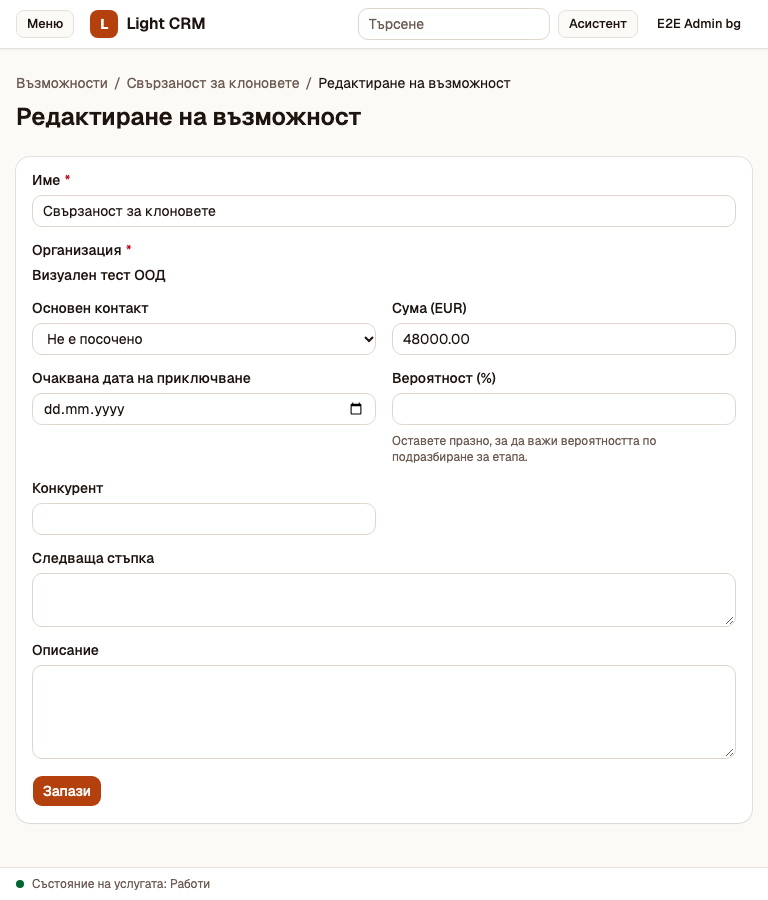 Меню
L
Light CRM
Търсене
Асистент
E2E Admin bg
Възможности / Свързаност за клоновете / Редактиране на възможност
Редактиране на възможност
Име *
Свързаност за клоновете
Организация *
Визуален тест ООД
Основен контакт
Сума (EUR)
Не е посочено
48000.00
Очаквана дата на приключване
Вероятност (%)
dd.mm.yyyy
Оставете празно, за да важи вероятността по
подразбиране за етапа.
Конкурент
Следваща стъпка
Описание
Запази
Състояние на услугата: Работи